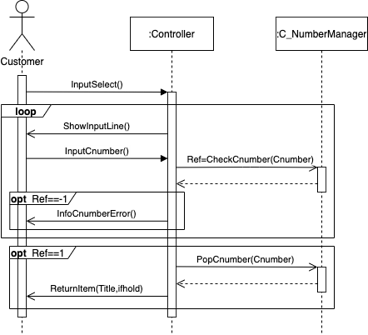 :Controller
:C_NumberManager
Customer
InputSelect()
loop
ShowInputLine()
InputCnumber()
Ref=CheckCnumber(Cnumber)
opt Ref==-1
InfoCnumberError()
opt Ref==1
PopCnumber(Cnumber)
ReturnItem(Title,ifhold)